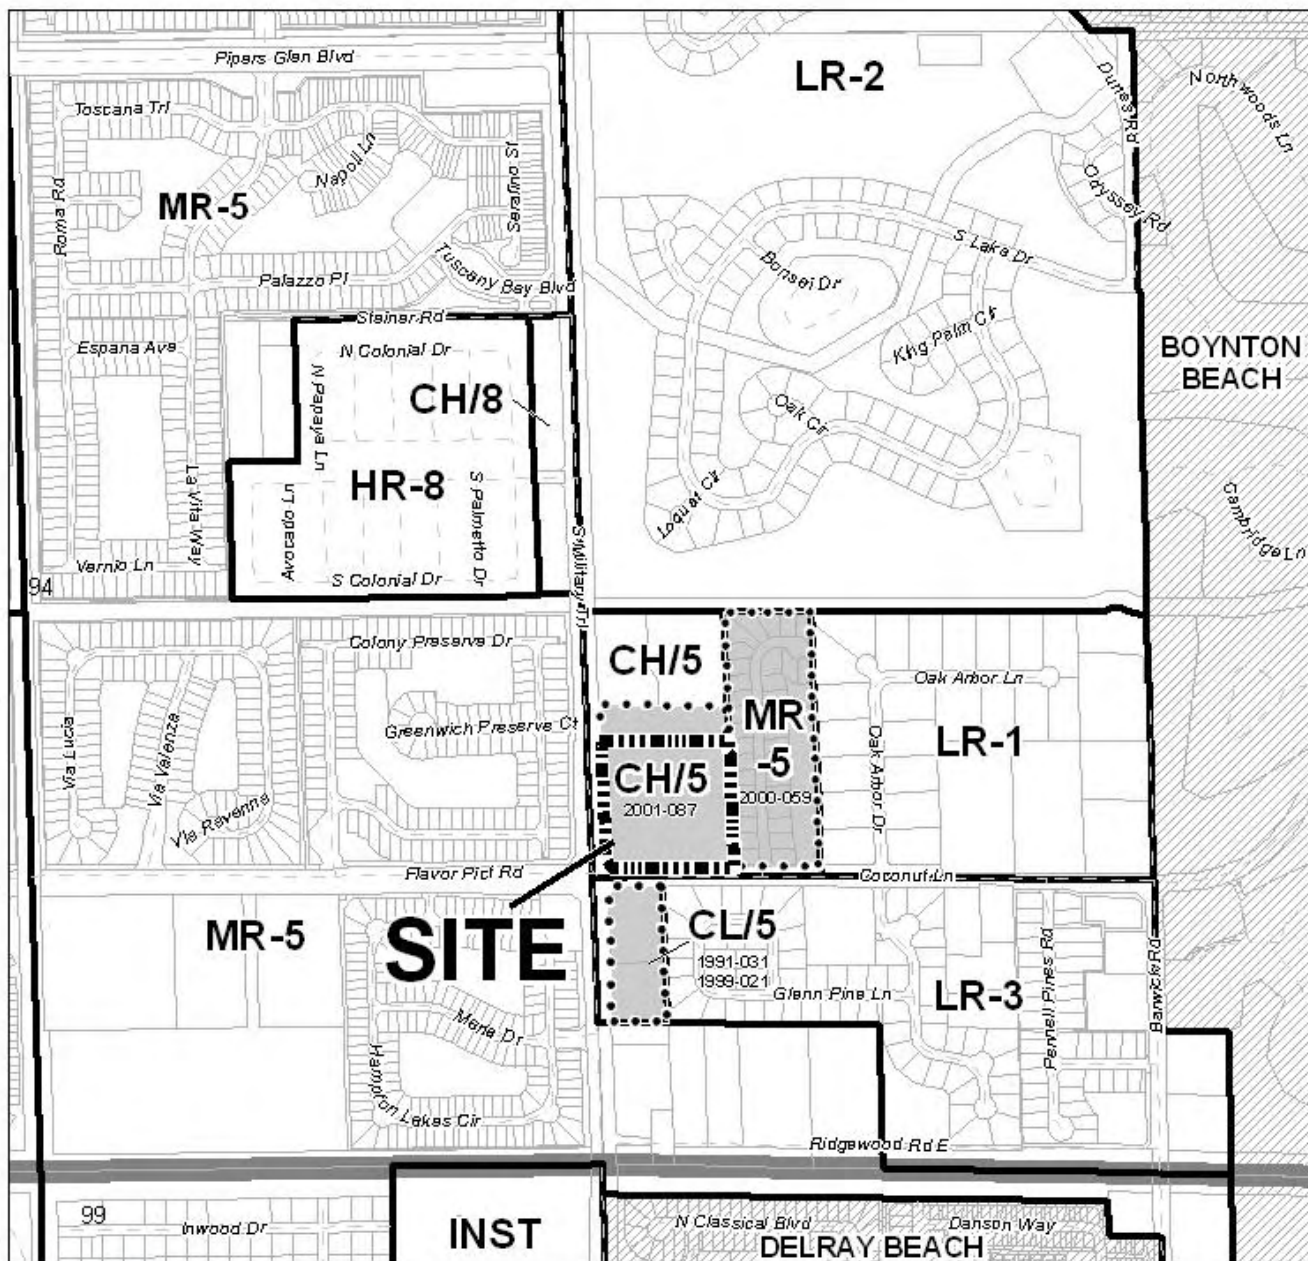 Pipers Glen Blvd
LR-2
Dunes Rd
Northwoods Ln
Toscana Trl
Napoli Ln
Serafino St
Roma Rd
MR-5
Odyssey Rd
S Lake Dr
Tuscany Bay Blvd
Palazzo Pl
Bonsai Dr
Steiner Rd
Espana Ave
N Colonial Dr
King Palm Cir
BOYNTON
BEACH
N Papaya Ln
CH/8
Oak Cir
HR-8
La Vita Way
Avocado Ln
S Palmetto Dr
Loquat Cir
Cambridge Ln
S Military Trl
Vernio Ln
S Colonial Dr
94
Colony Preserve Dr
CH/5
Oak Arbor Ln
Via Lucia
Via Valenza
Greenwich Preserve Ct
MR
-5
2000-059
Oak Arbor Dr
LR-1
CH/5
2001-087
Via Ravenna
Flavor Pict Rd
Coconut Ln
MR-5
SITE
CL/5
1991-031
1999-021
Glenn Pine Ln
LR-3
Pennell Pines Rd
Barwick Rd
Maria Dr
Hampton Lakes Cir
Ridgewood Rd E
99
Inwood Dr
INST
N Classical Blvd
Danson Way
DELRAY BEACH